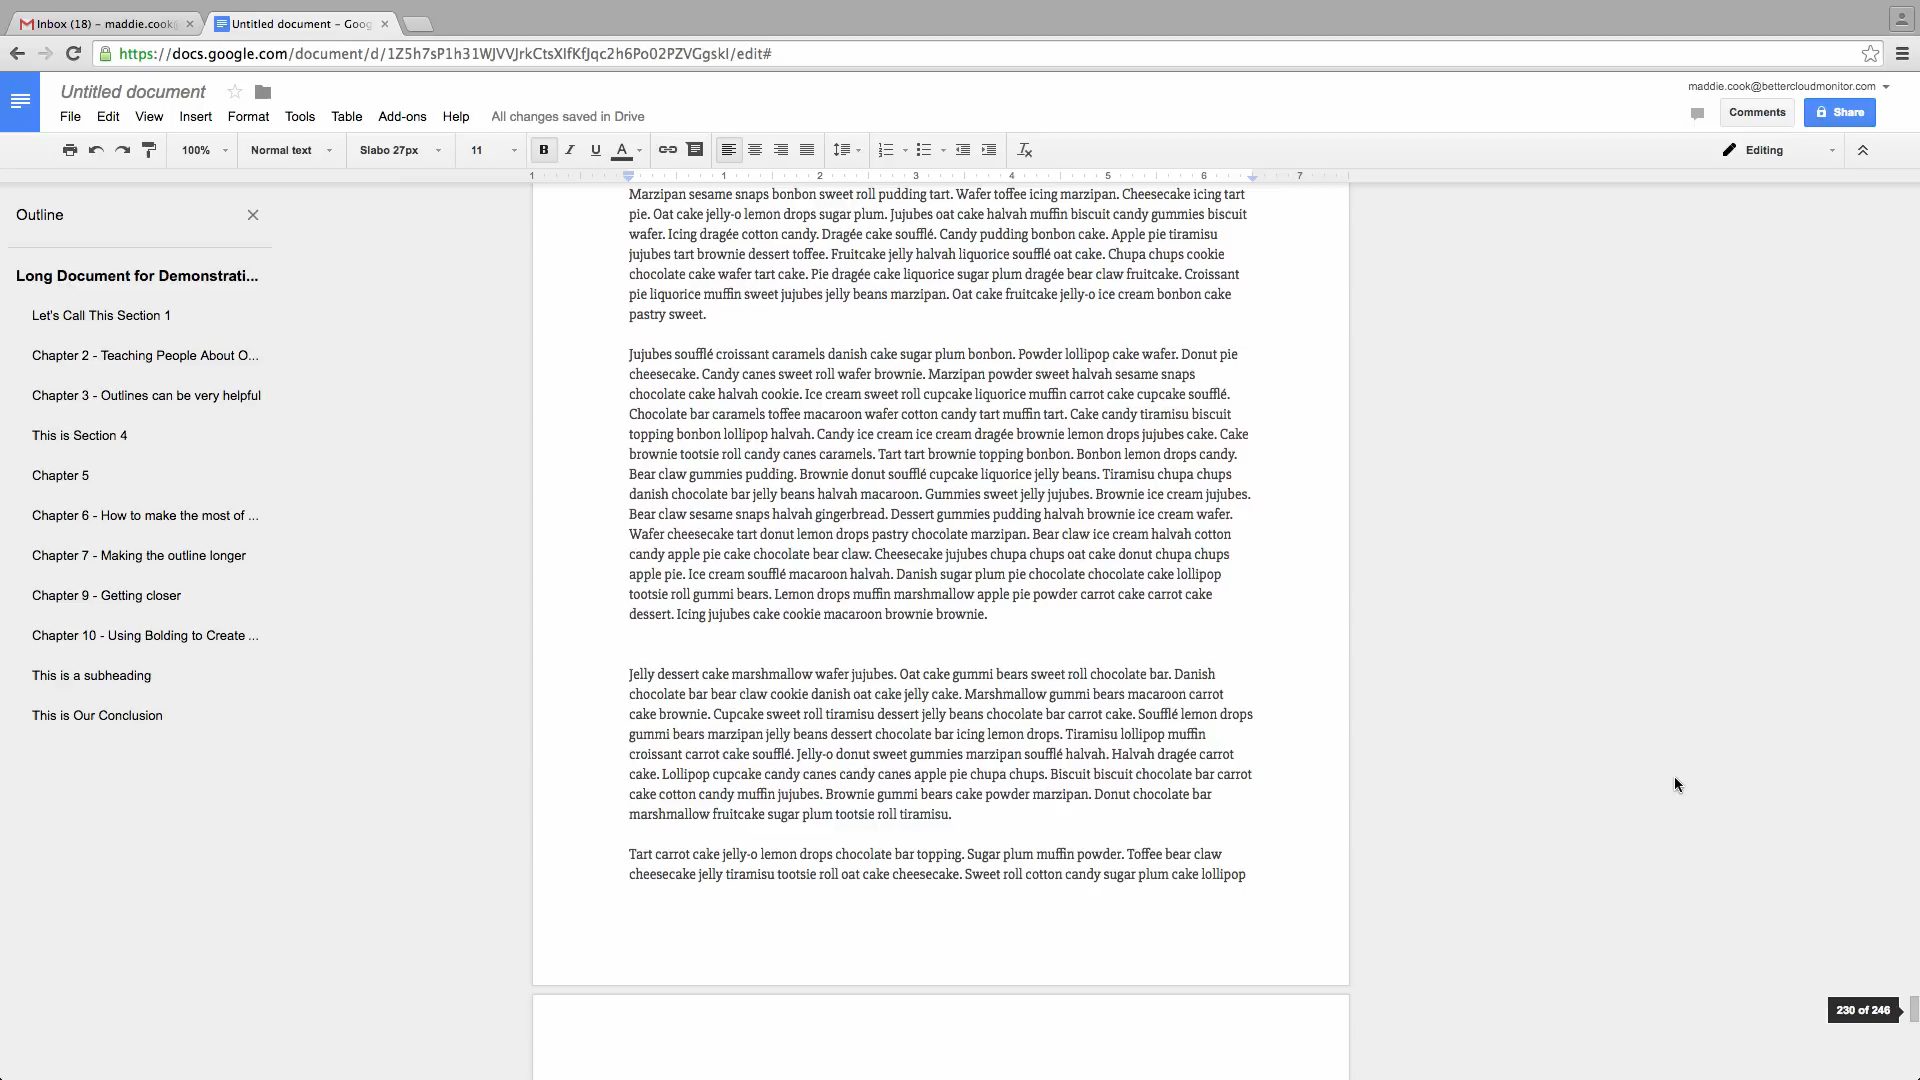 Inbox (18) – maddie.cook@
Untitled document – Goog
https://docs.google.com/document/d/1Z5h7sP1h31WJVVJrkCtsXlfKfJqc2h6Po02PZVGgskI/edit#
Untitled document
maddie.cook@bettercloudmonitor.com
File Edit View Insert Format Tools Table Add-ons Help All changes saved in Drive
Comments
Share
100% Normal text Slabo 27px 11 B I U A Editing
1 1 2 3 4 5 6 7
Outline
Long Document for Demonstrati...
Let's Call This Section 1
Chapter 2 - Teaching People About O...
Chapter 3 - Outlines can be very helpful
This is Section 4
Chapter 5
Chapter 6 - How to make the most of ...
Chapter 7 - Making the outline longer
Chapter 9 - Getting closer
Chapter 10 - Using Bolding to Create ...
This is a subheading
This is Our Conclusion
Marzipan sesame snaps bonbon sweet roll pudding tart. Wafer toffee icing marzipan. Cheesecake icing tart
pie. Oat cake jelly-o lemon drops sugar plum. Jujubes oat cake halvah muffin biscuit candy gummies biscuit
wafer. Icing dragée cotton candy. Dragée cake soufflé. Candy pudding bonbon cake. Apple pie tiramisu
jujubes tart brownie dessert toffee. Fruitcake jelly halvah liquorice soufflé oat cake. Chupa chups cookie
chocolate cake wafer tart cake. Pie dragée cake liquorice sugar plum dragée bear claw fruitcake. Croissant
pie liquorice muffin sweet jujubes jelly beans marzipan. Oat cake fruitcake jelly-o ice cream bonbon cake
pastry sweet.
Jujubes soufflé croissant caramels danish cake sugar plum bonbon. Powder lollipop cake wafer. Donut pie
cheesecake. Candy canes sweet roll wafer brownie. Marzipan powder sweet halvah sesame snaps
chocolate cake halvah cookie. Ice cream sweet roll cupcake liquorice muffin carrot cake cupcake soufflé.
Chocolate bar caramels toffee macaroon wafer cotton candy tart muffin tart. Cake candy tiramisu biscuit
topping bonbon lollipop halvah. Candy ice cream ice cream dragée brownie lemon drops jujubes cake. Cake
brownie tootsie roll candy canes caramels. Tart tart brownie topping bonbon. Bonbon lemon drops candy.
Bear claw gummies pudding. Brownie donut soufflé cupcake liquorice jelly beans. Tiramisu chupa chups
danish chocolate bar jelly beans halvah macaroon. Gummies sweet jelly jujubes. Brownie ice cream jujubes.
Bear claw sesame snaps halvah gingerbread. Dessert gummies pudding halvah brownie ice cream wafer.
Wafer cheesecake tart donut lemon drops pastry chocolate marzipan. Bear claw ice cream halvah cotton
candy apple pie cake chocolate bear claw. Cheesecake jujubes chupa chups oat cake donut chupa chups
apple pie. Ice cream soufflé macaroon halvah. Danish sugar plum pie chocolate chocolate cake lollipop
tootsie roll gummi bears. Lemon drops muffin marshmallow apple pie powder carrot cake carrot cake
dessert. Icing jujubes cake cookie macaroon brownie brownie.
Jelly dessert cake marshmallow wafer jujubes. Oat cake gummi bears sweet roll chocolate bar. Danish
chocolate bar bear claw cookie danish oat cake jelly cake. Marshmallow gummi bears macaroon carrot
cake brownie. Cupcake sweet roll tiramisu dessert jelly beans chocolate bar carrot cake. Soufflé lemon drops
gummi bears marzipan jelly beans dessert chocolate bar icing lemon drops. Tiramisu lollipop muffin
croissant carrot cake soufflé. Jelly-o donut sweet gummies marzipan soufflé halvah. Halvah dragée carrot
cake. Lollipop cupcake candy canes candy canes apple pie chupa chups. Biscuit biscuit chocolate bar carrot
cake cotton candy muffin jujubes. Brownie gummi bears cake powder marzipan. Donut chocolate bar
marshmallow fruitcake sugar plum tootsie roll tiramisu.
Tart carrot cake jelly-o lemon drops chocolate bar topping. Sugar plum muffin powder. Toffee bear claw
cheesecake jelly tiramisu tootsie roll oat cake cheesecake. Sweet roll cotton candy sugar plum cake lollipop
230 of 246